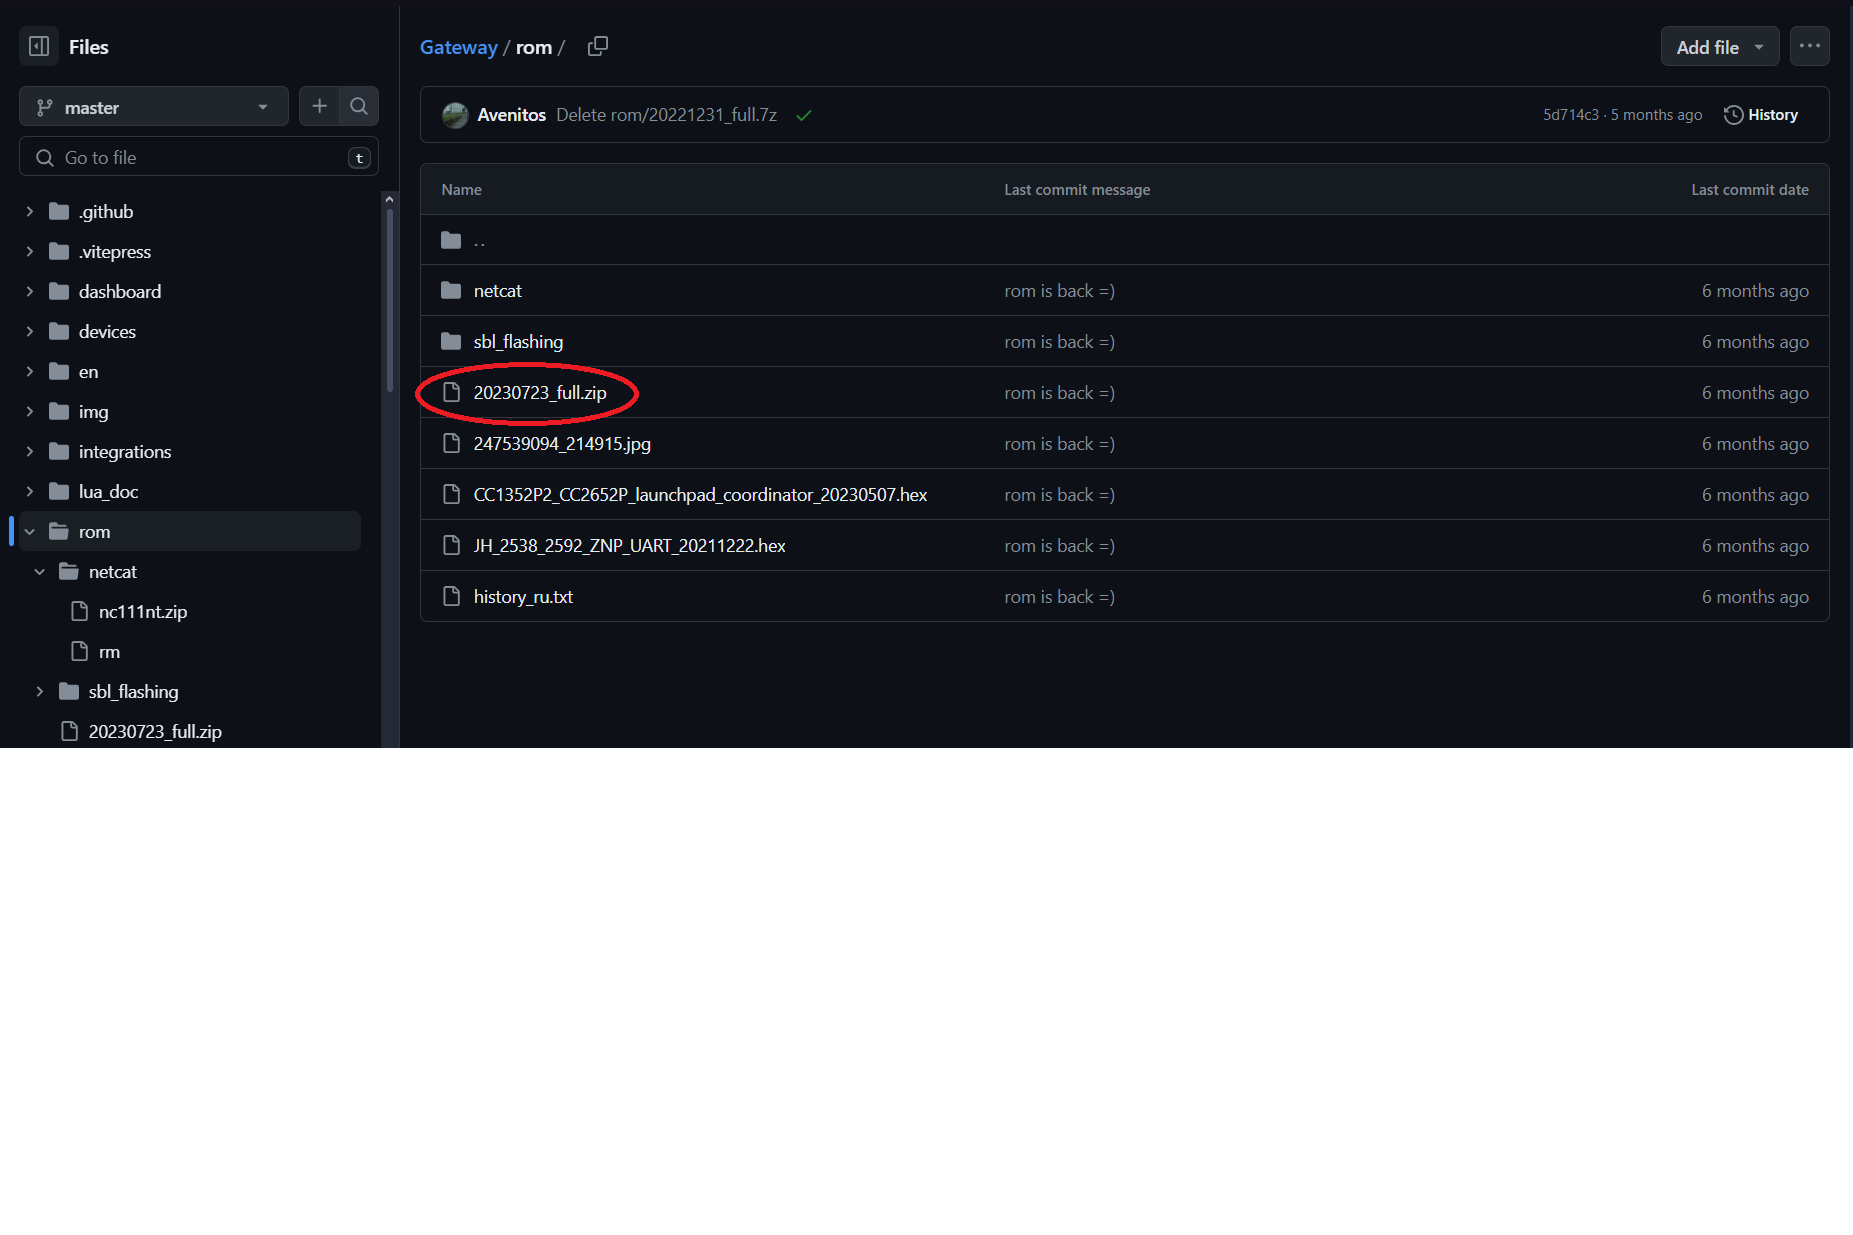 Files
master
Go to file
t
.github
.vitepress
dashboard
devices
en
img
integrations
lua_doc
rom
netcat
nc111nt.zip
rm
sbl_flashing
20230723_full.zip
Gateway / rom /
Add file
Avenitos Delete rom/20221231_full.7z 5d714c3 · 5 months ago History
Name Last commit message Last commit date
..
netcat rom is back =) 6 months ago
sbl_flashing rom is back =) 6 months ago
20230723_full.zip rom is back =) 6 months ago
247539094_214915.jpg rom is back =) 6 months ago
CC1352P2_CC2652P_launchpad_coordinator_20230507.hex rom is back =) 6 months ago
JH_2538_2592_ZNP_UART_20211222.hex rom is back =) 6 months ago
history_ru.txt rom is back =) 6 months ago